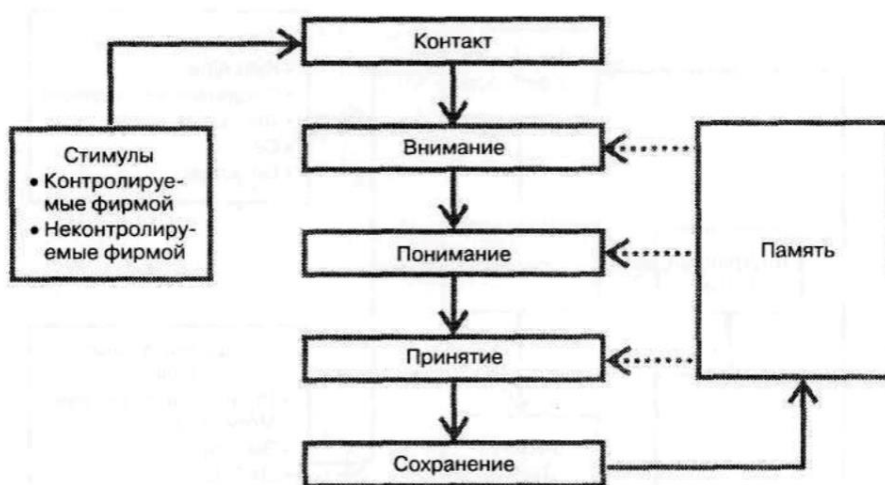 Контакт
Стимулы
• Контролируе-
мые фирмой
• Неконтролиру-
емые фирмой
Внимание
Понимание
Память
Принятие
Сохранение